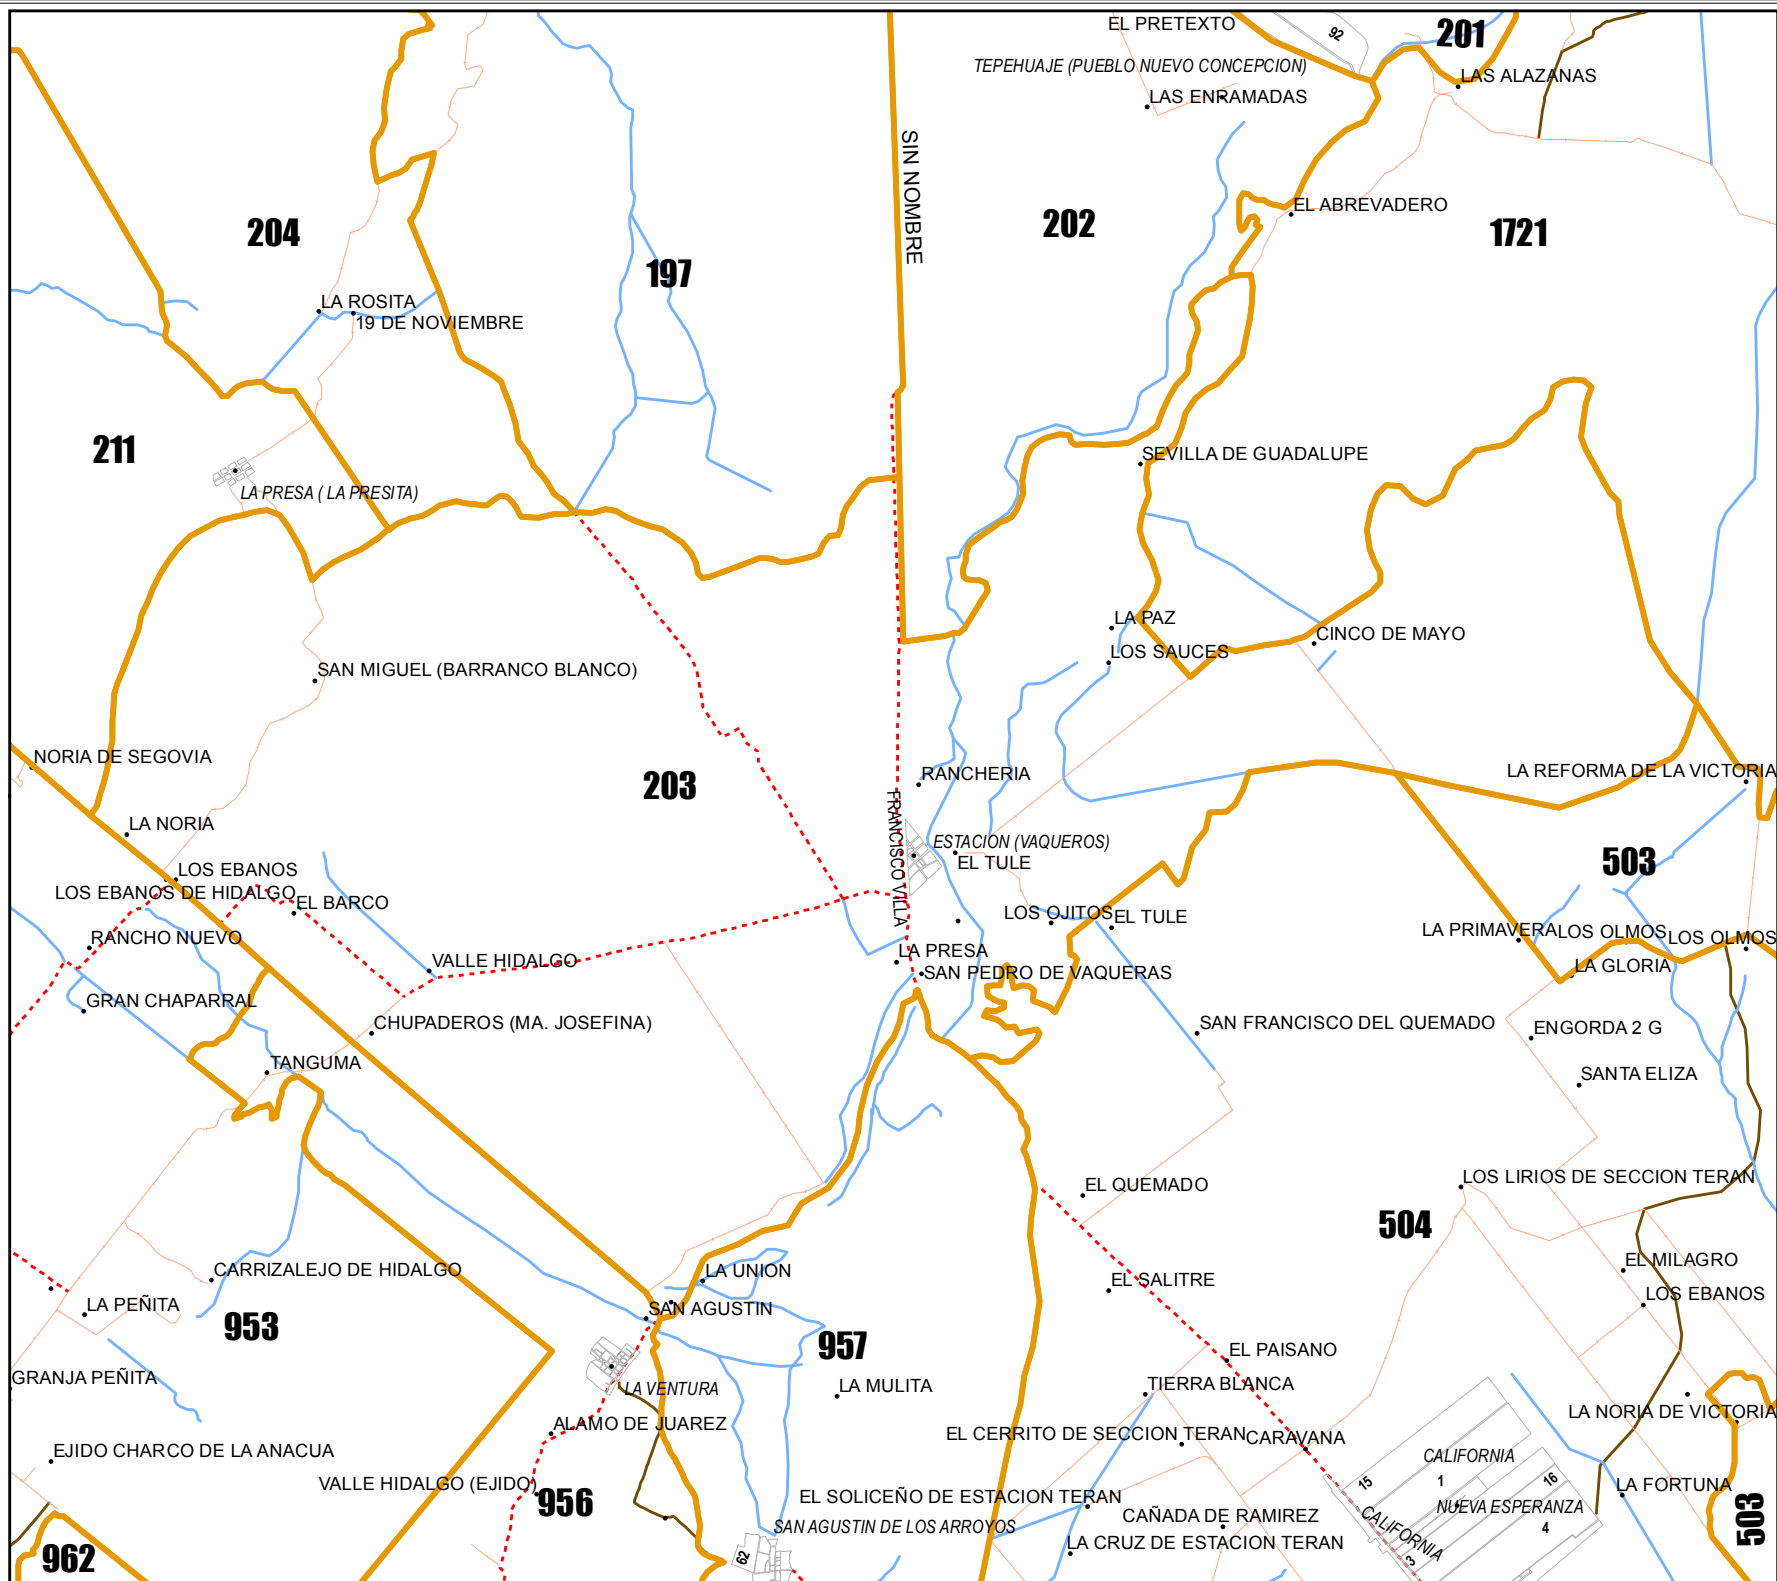 EL PRETEXTO
92
201
TEPEHUAJE (PUEBLO NUEVO CONCEPCION)
LAS ALAZANAS
LAS ENRAMADAS
SIN NOMBRE
204
202
EL ABREVADERO
1721
197
LA ROSITA
19 DE NOVIEMBRE
211
SEVILLA DE GUADALUPE
LA PRESA ( LA PRESITA)
LA PAZ
CINCO DE MAYO
LOS SAUCES
SAN MIGUEL (BARRANCO BLANCO)
NORIA DE SEGOVIA
203
RANCHERIA
LA REFORMA DE LA VICTORIA
FRANCISCO VILLA
LA NORIA
ESTACION (VAQUEROS)
EL TULE
503
LOS EBANOS
LOS EBANOS DE HIDALGO
EL BARCO
LOS OJITOS
EL TULE
RANCHO NUEVO
LA PRIMAVERA
LOS OLMOS
LOS OLMOS
VALLE HIDALGO
LA PRESA
SAN PEDRO DE VAQUERAS
LA GLORIA
GRAN CHAPARRAL
CHUPADEROS (MA. JOSEFINA)
SAN FRANCISCO DEL QUEMADO
ENGORDA 2 G
TANGUMA
SANTA ELIZA
EL QUEMADO
LOS LIRIOS DE SECCION TERAN
504
CARRIZALEJO DE HIDALGO
LA UNION
EL SALITRE
EL MILAGRO
LA PEÑITA
953
SAN AGUSTIN
LOS EBANOS
957
EL PAISANO
GRANJA PEÑITA
LA VENTURA
LA MULITA
TIERRA BLANCA
LA NORIA DE VICTORIA
ALAMO DE JUAREZ
EL CERRITO DE SECCION TERAN
CARAVANA
EJIDO CHARCO DE LA ANACUA
CALIFORNIA
15
1
16
VALLE HIDALGO (EJIDO)
956
EL SOLICEÑO DE ESTACION TERAN
NUEVA ESPERANZA
LA FORTUNA
SAN AGUSTIN DE LOS ARROYOS
CAÑADA DE RAMIREZ
CALIFORNIA
4
503
962
62
LA CRUZ DE ESTACION TERAN
3